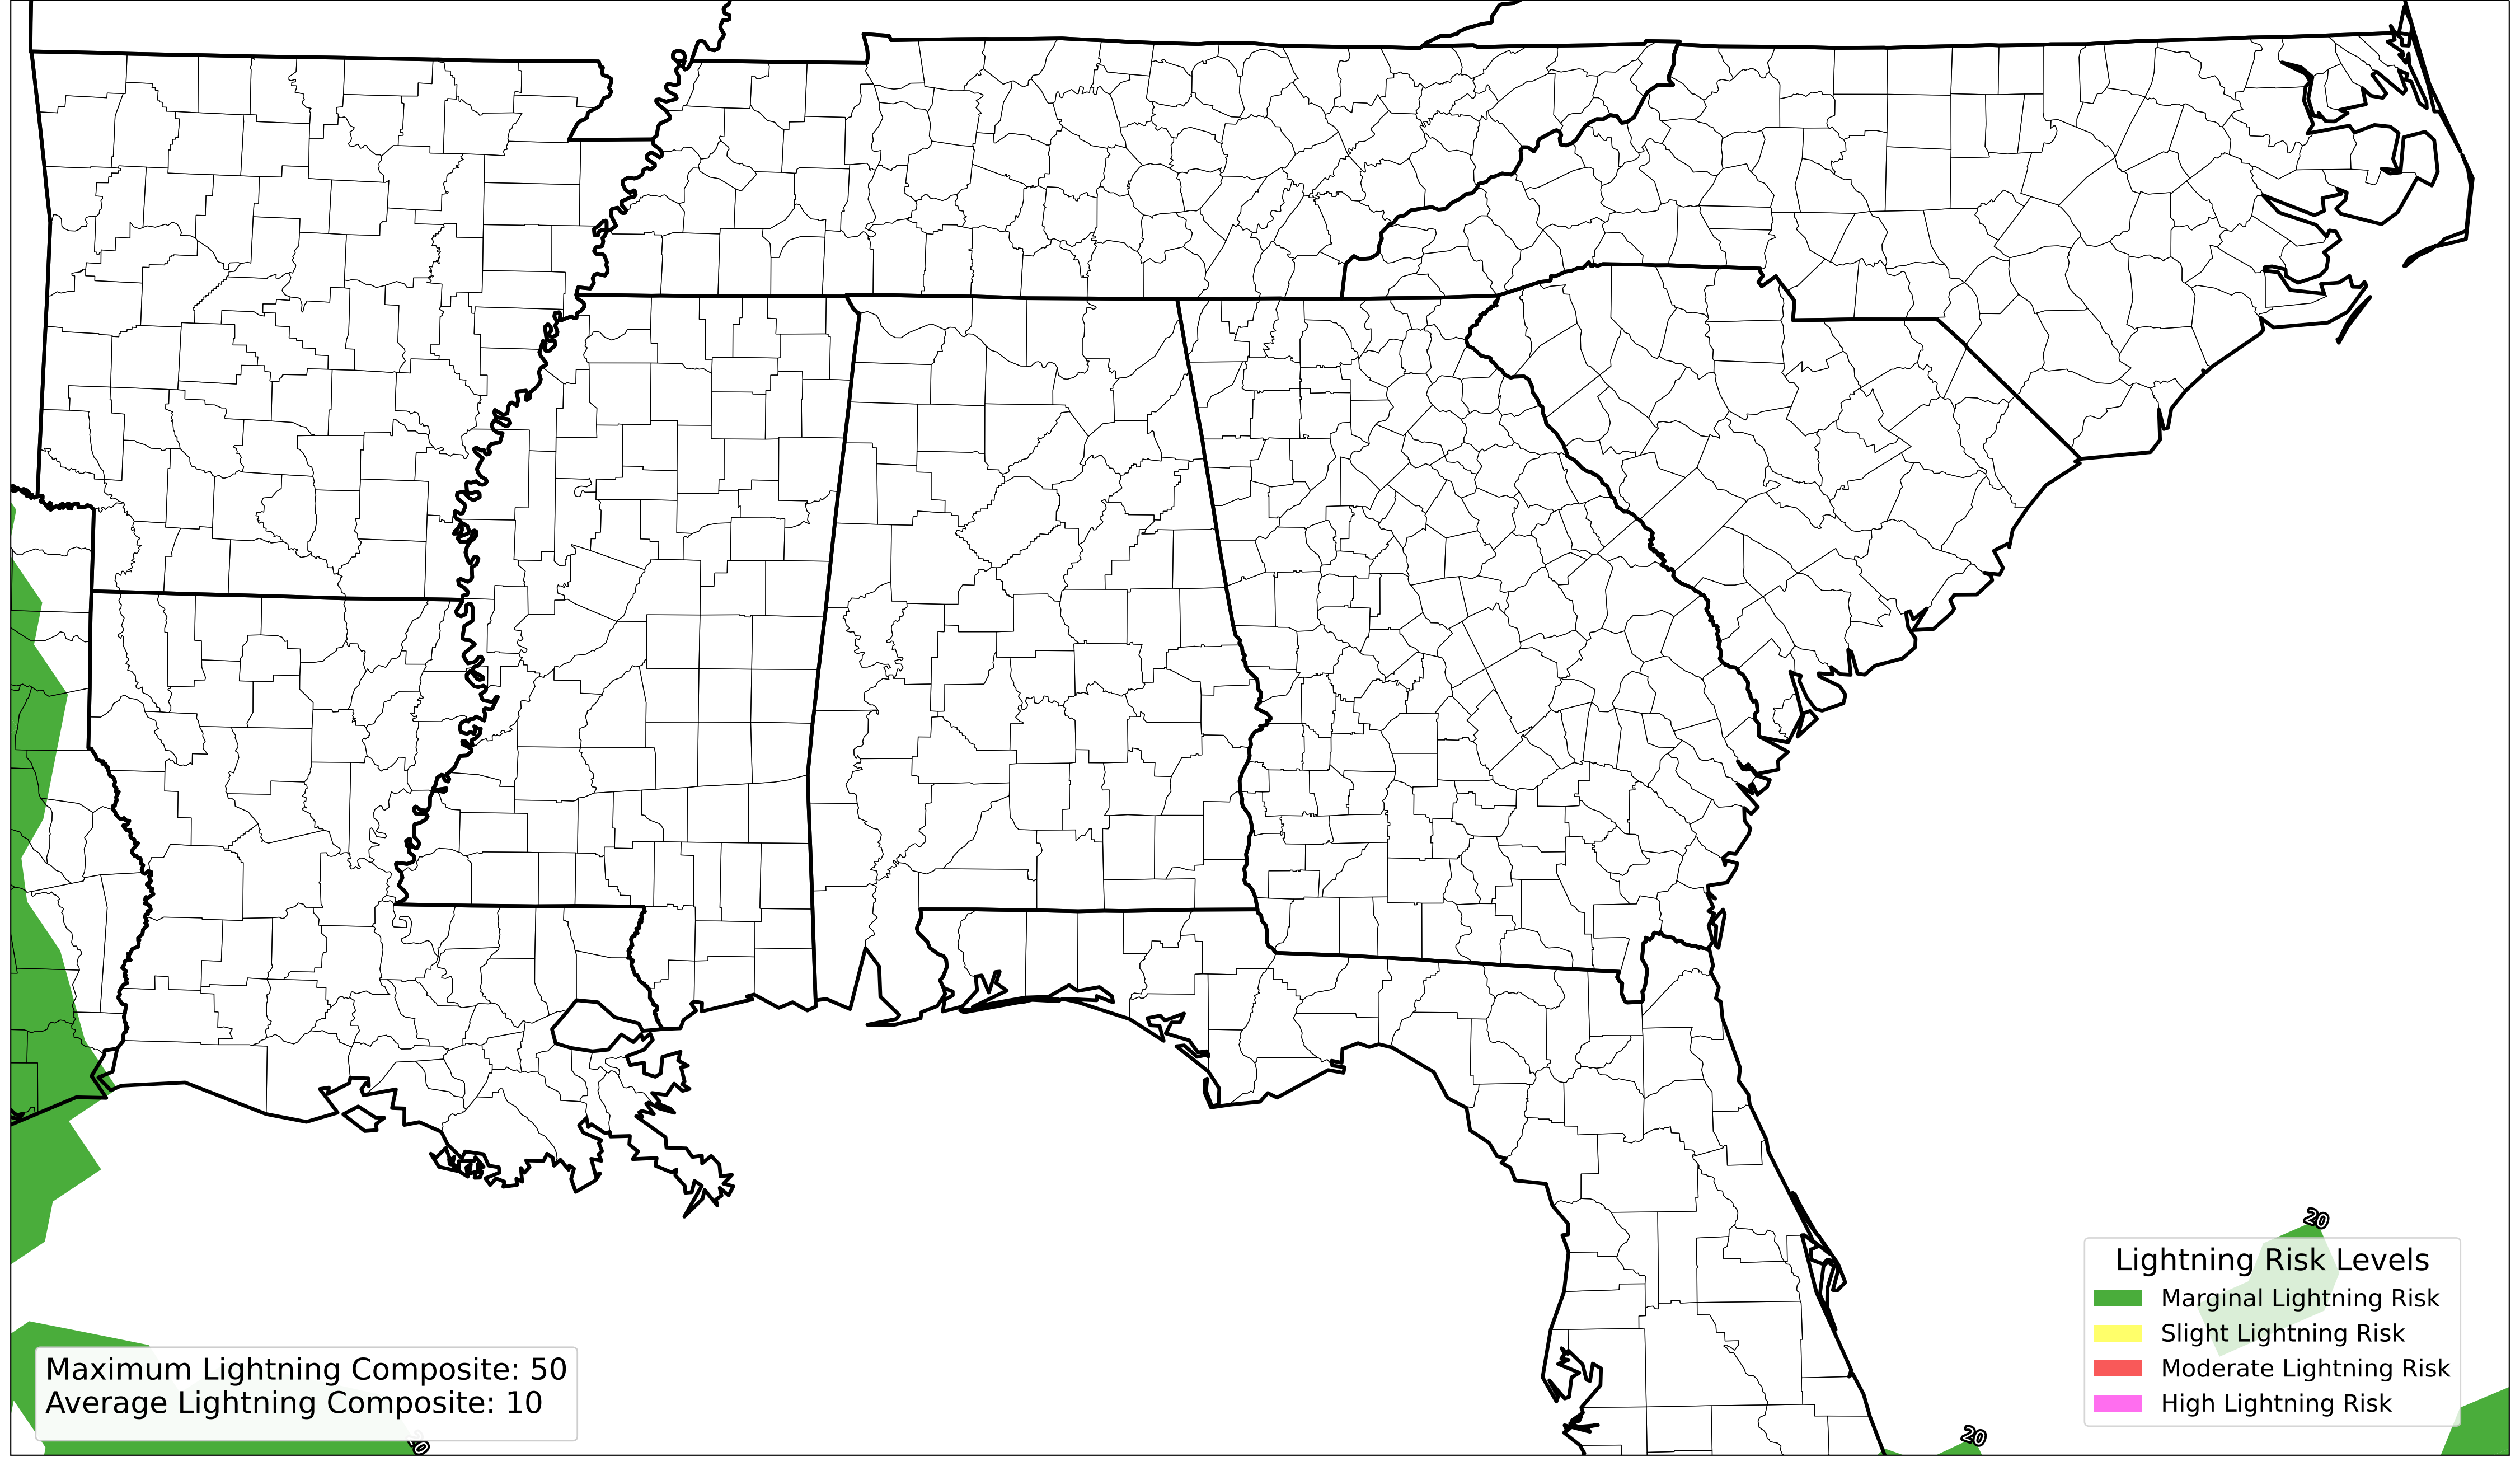 20
Lightning Risk Levels
Marginal Lightning Risk
Slight Lightning Risk
Moderate Lightning Risk
High Lightning Risk
Maximum Lightning Composite: 50
Average Lightning Composite: 10
20